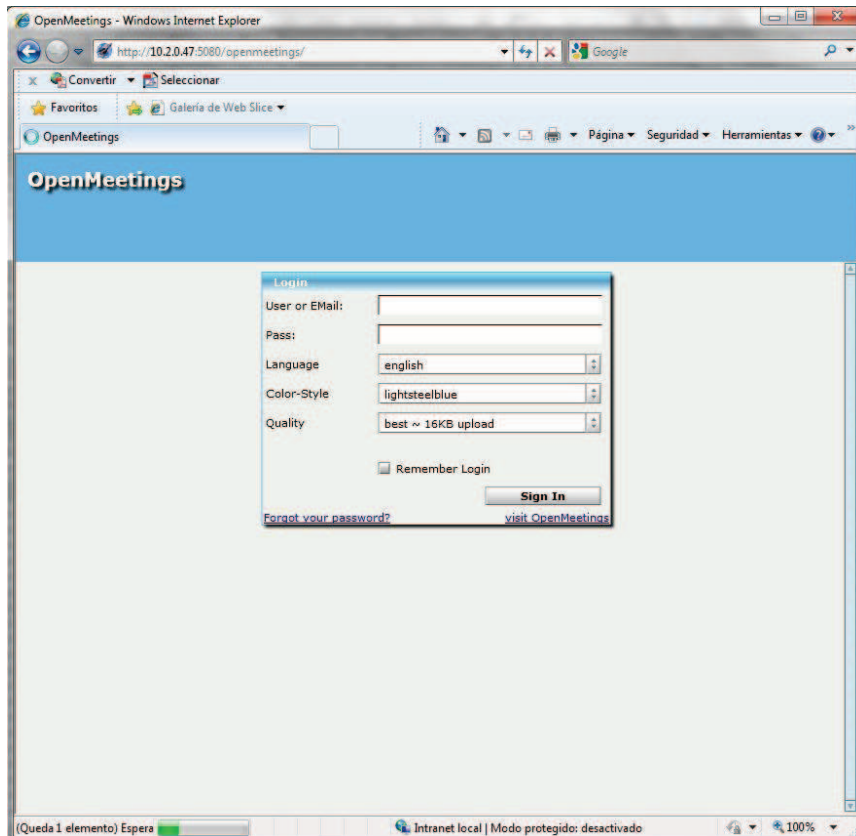 OpenMeetings - Windows Internet Explorer
http://10.2.0.47:5080/openmeetings/
Google
x Convertir Seleccionar
Favoritos Galería de Web Slice
OpenMeetings
Página Seguridad Herramientas
OpenMeetings
Login
User or EMail:
Pass:
Language english
Color-Style lightsteelblue
Quality best ~ 16KB upload
Remember Login
Sign In
Forgot your password? visit OpenMeetings
(Queda 1 elemento) Espera Intranet local | Modo protegido: desactivado 100%